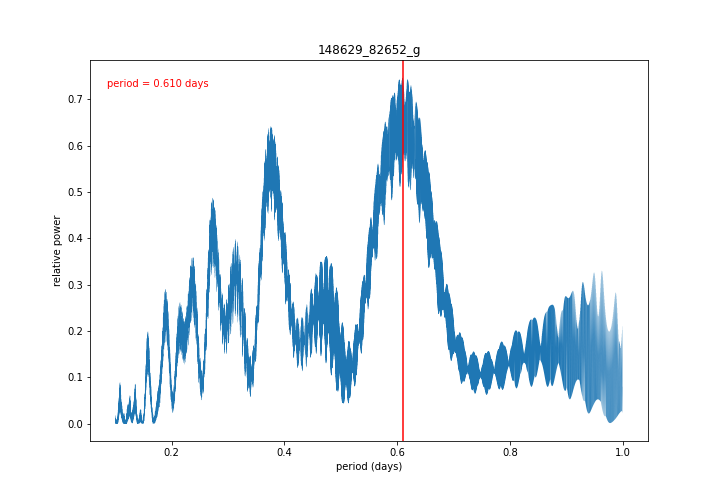 148629_82652_g
period = 0.610 days
relative power
0.7
0.6
0.5
0.4
0.3
0.2
0.1
0.0
0.2 0.4 0.6 0.8 1.0
period (days)